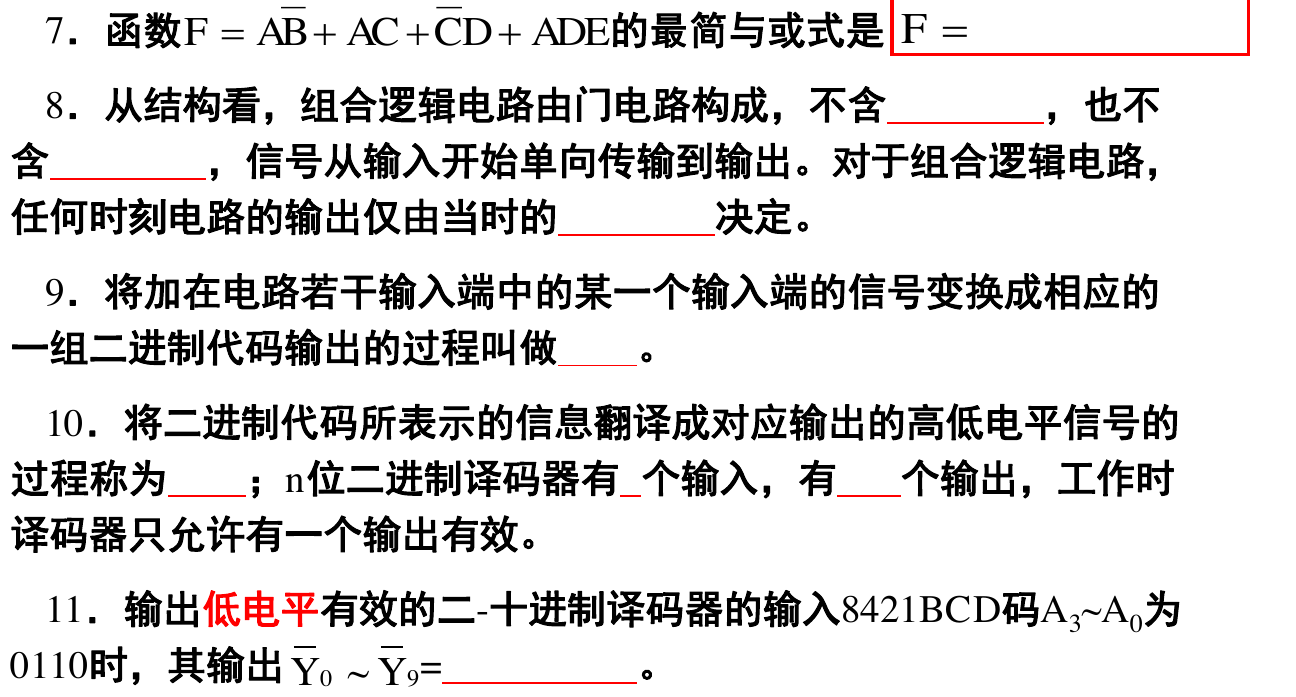 7．函数F = AB̅ + AC + C̅D + ADE的最简与或式是 F =
8．从结构看，组合逻辑电路由门电路构成，不含________，也不
含________，信号从输入开始单向传输到输出。对于组合逻辑电路，
任何时刻电路的输出仅由当时的________决定。
9．将加在电路若干输入端中的某一个输入端的信号变换成相应的
一组二进制代码输出的过程叫做____。
10．将二进制代码所表示的信息翻译成对应输出的高低电平信号的
过程称为____；n位二进制译码器有_个输入，有___个输出，工作时
译码器只允许有一个输出有效。
11．输出低电平有效的二-十进制译码器的输入8421BCD码A₃~A₀为
0110时，其输出 Y̅₀ ~ Y̅₉=__________。